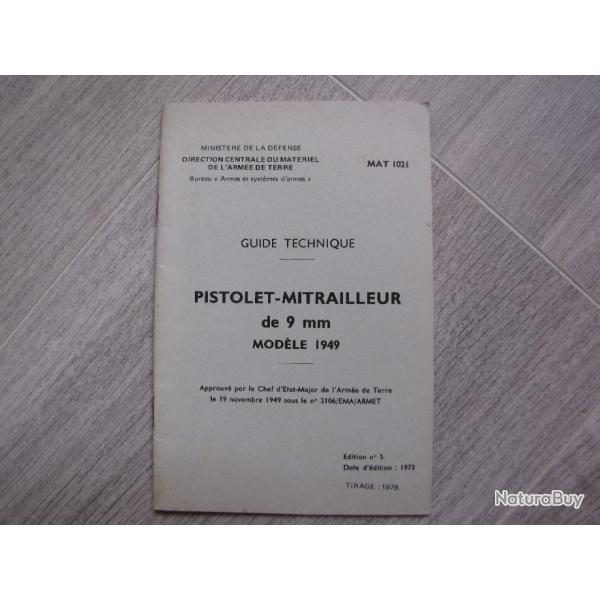 MINISTERE DE LA DEFENSE
DIRECTION CENTRALE DU MATERIEL
DE L'ARMEE DE TERRE
Bureau « Armes et systèmes d'armes »
MAT 1021
GUIDE TECHNIQUE
PISTOLET-MITRAILLEUR
de 9 mm
MODÈLE 1949
Approuvé par le Chef d'Etat-Major de l'Armée de Terre
le 19 novembre 1949 sous le n° 2106/EMA/ARMET
Edition n° 5
Date d'édition : 1973
TIRAGE : 1979.
NaturaBuy